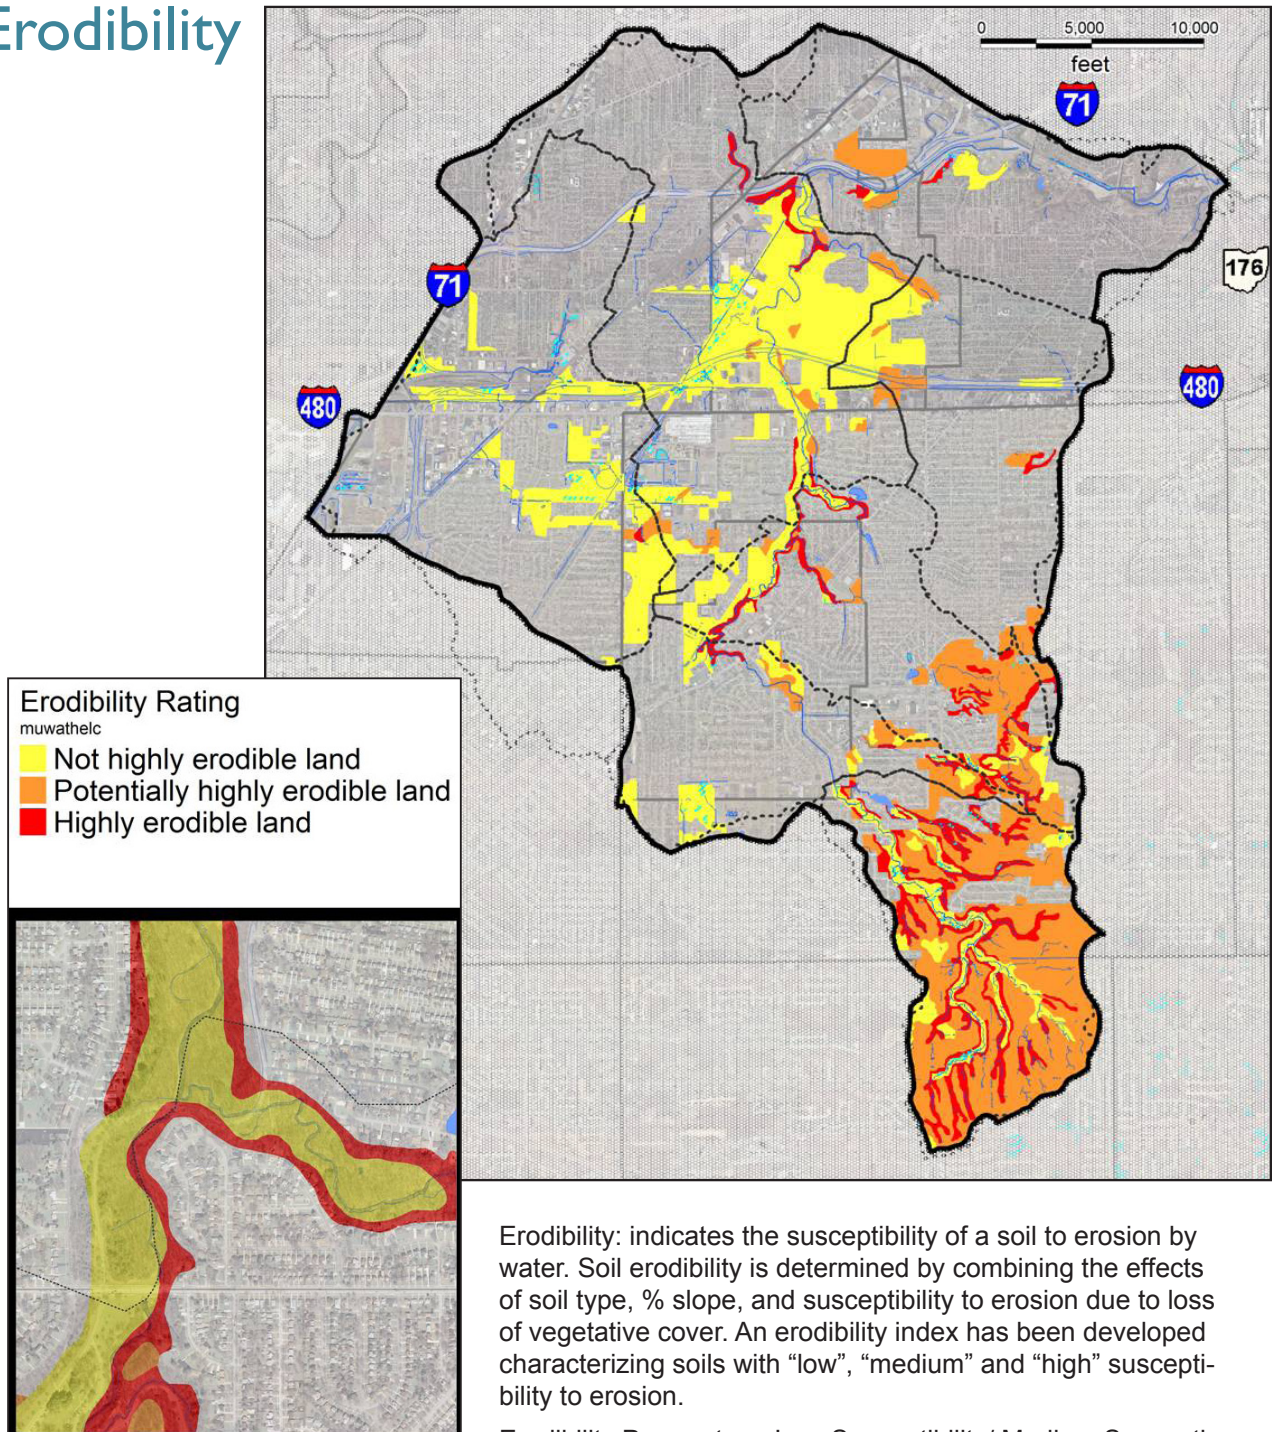 Erodibility
0 5,000 10,000
feet
71
176
71
480
480
Erodibility Rating
muwathelc
Not highly erodible land
Potentially highly erodible land
Highly erodible land
Erodibility: indicates the susceptibility of a soil to erosion by
water. Soil erodibility is determined by combining the effects
of soil type, % slope, and susceptibility to erosion due to loss
of vegetative cover. An erodibility index has been developed
characterizing soils with “low”, “medium” and “high” suscepti-
bility to erosion.